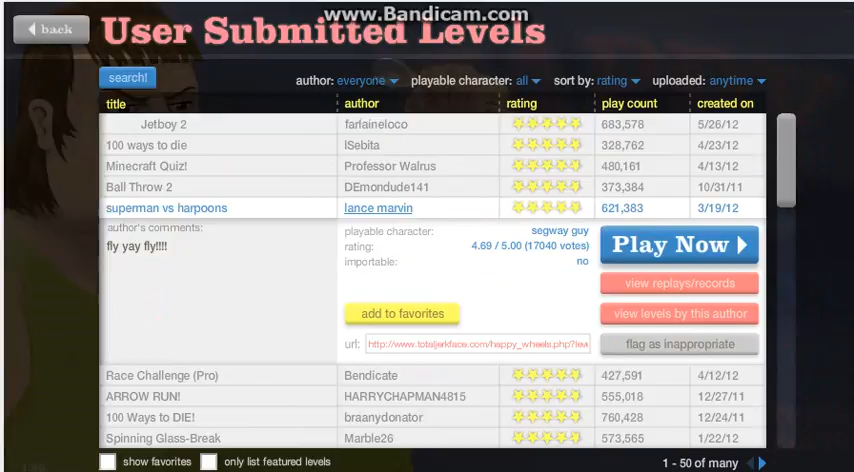 www.Bandicam.com
back
User Submitted Levels
search!
author: everyone playable character: all sort by: rating uploaded: anytime
title author rating play count created on
Jetboy 2 farlaineloco 683,578 5/26/12
100 ways to die ISebita 328,762 4/23/12
Minecraft Quiz! Professor Walrus 480,161 4/13/12
Ball Throw 2 DEmondude141 373,384 10/31/11
superman vs harpoons lance marvin 621,383 3/19/12
author's comments:
fly yay fly!!!!
playable character: segway guy
rating: 4.69 / 5.00 (17040 votes)
importable: no
add to favorites
url: http://www.totaljerkface.com/happy_wheels.php?lev
Play Now
view replays/records
view levels by this author
flag as inappropriate
Race Challenge (Pro) Bendicate 427,591 4/12/12
ARROW RUN! HARRYCHAPMAN4815 555,018 12/27/11
100 Ways to DIE! braanydonator 760,428 12/24/11
Spinning Glass-Break Marble26 573,565 1/22/12
show favorites only list featured levels 1 - 50 of many